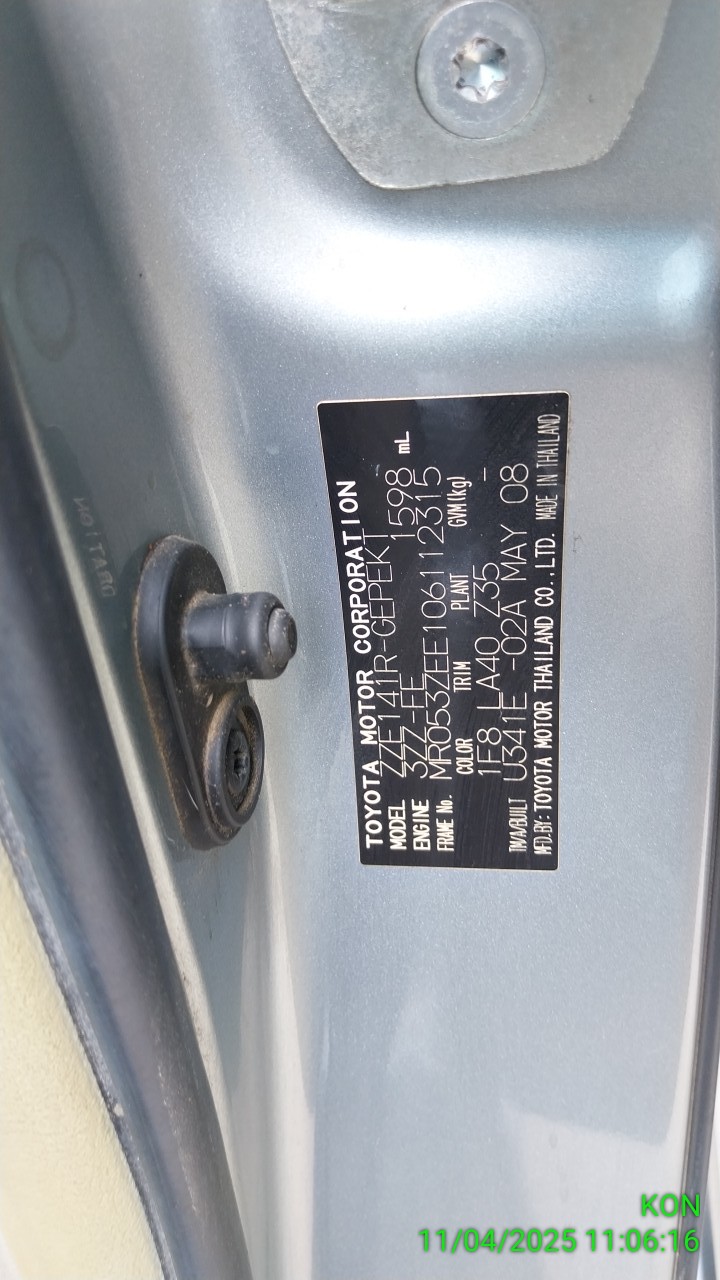 TOYOTA MOTOR CORPORATION
MODEL ZZE141R-GEPEKT 1598 mL
ENGINE 3ZZ-FE
FRAME No. MR053ZEE106112315
COLOR TRIM PLANT GVM(kg)
1F8 LA40 Z35 -
T/M/A/BUILT U341E -02A MAY 08
MFD.BY: TOYOTA MOTOR THAILAND CO.,LTD. MADE IN THAILAND
KON
11/04/2025 11:06:16